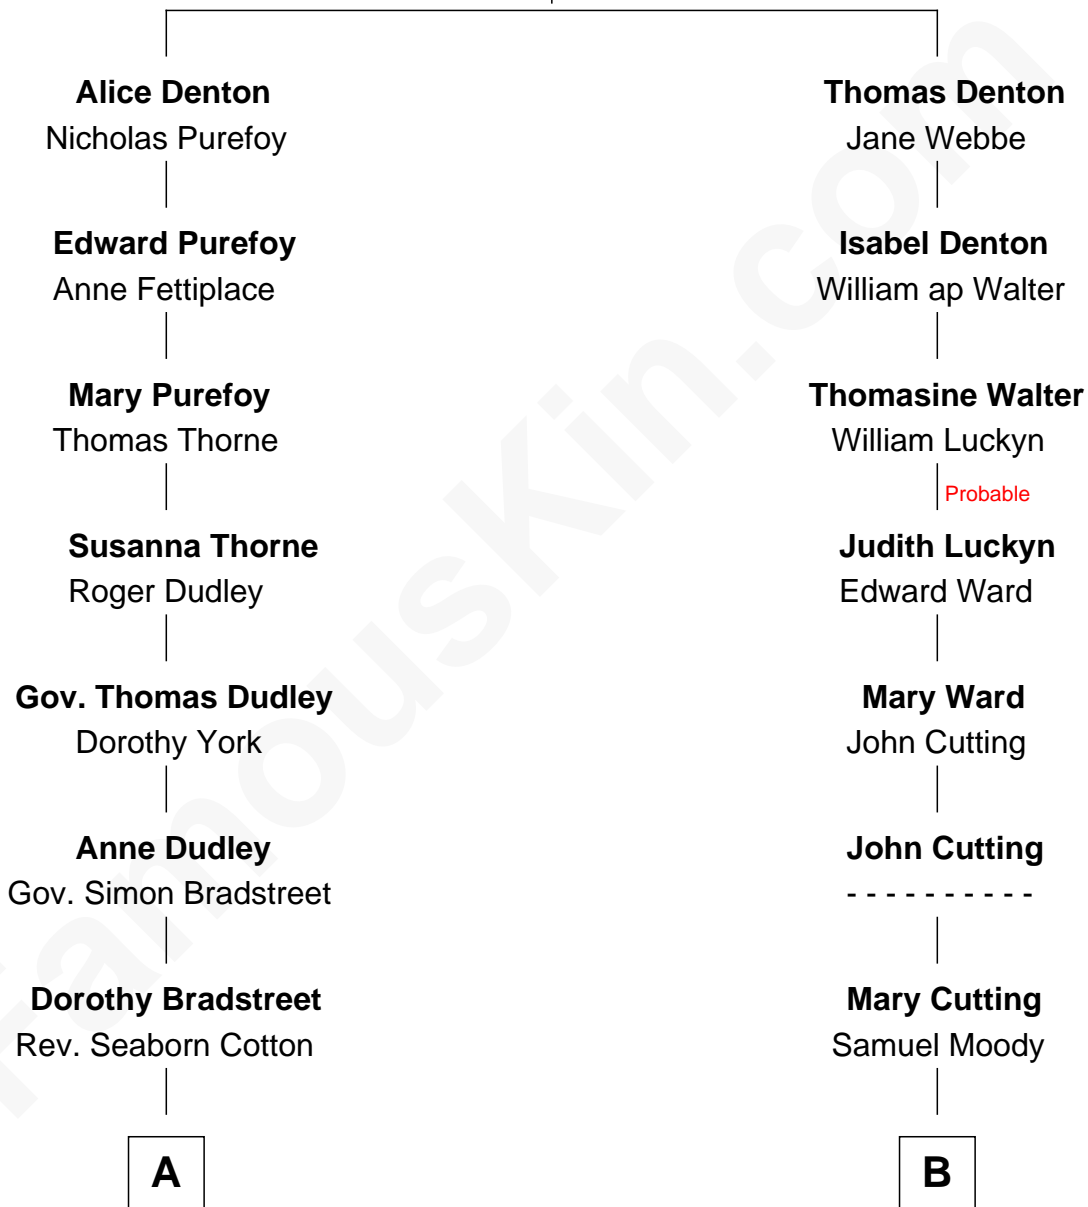 Alice Denton
Nicholas Purefoy
Edward Purefoy
Anne Fettiplace
Mary Purefoy
Thomas Thorne
Susanna Thorne
Roger Dudley
Gov. Thomas Dudley
Dorothy York
Anne Dudley
Gov. Simon Bradstreet
Dorothy Bradstreet
Rev. Seaborn Cotton
A
Thomas Denton
Jane Webbe
Isabel Denton
William ap Walter
Thomasine Walter
William Luckyn
Probable
Judith Luckyn
Edward Ward
Mary Ward
John Cutting
John Cutting
- - - - - - - - - -
Mary Cutting
Samuel Moody
B
FamousKin.com